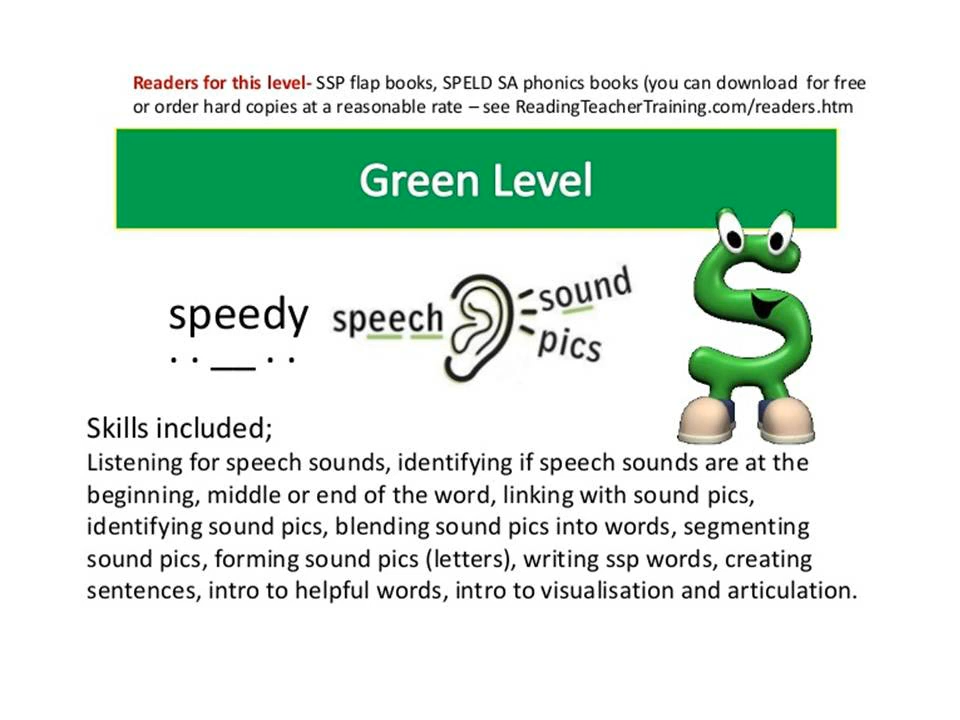 Readers for this level- SSP flap books, SPELD SA phonics books (you can download for free
or order hard copies at a reasonable rate – see ReadingTeacherTraining.com/readers.htm
Green Level
speedy
speech
sound
pics
Skills included;
Listening for speech sounds, identifying if speech sounds are at the
beginning, middle or end of the word, linking with sound pics,
identifying sound pics, blending sound pics into words, segmenting
sound pics, forming sound pics (letters), writing ssp words, creating
sentences, intro to helpful words, intro to visualisation and articulation.